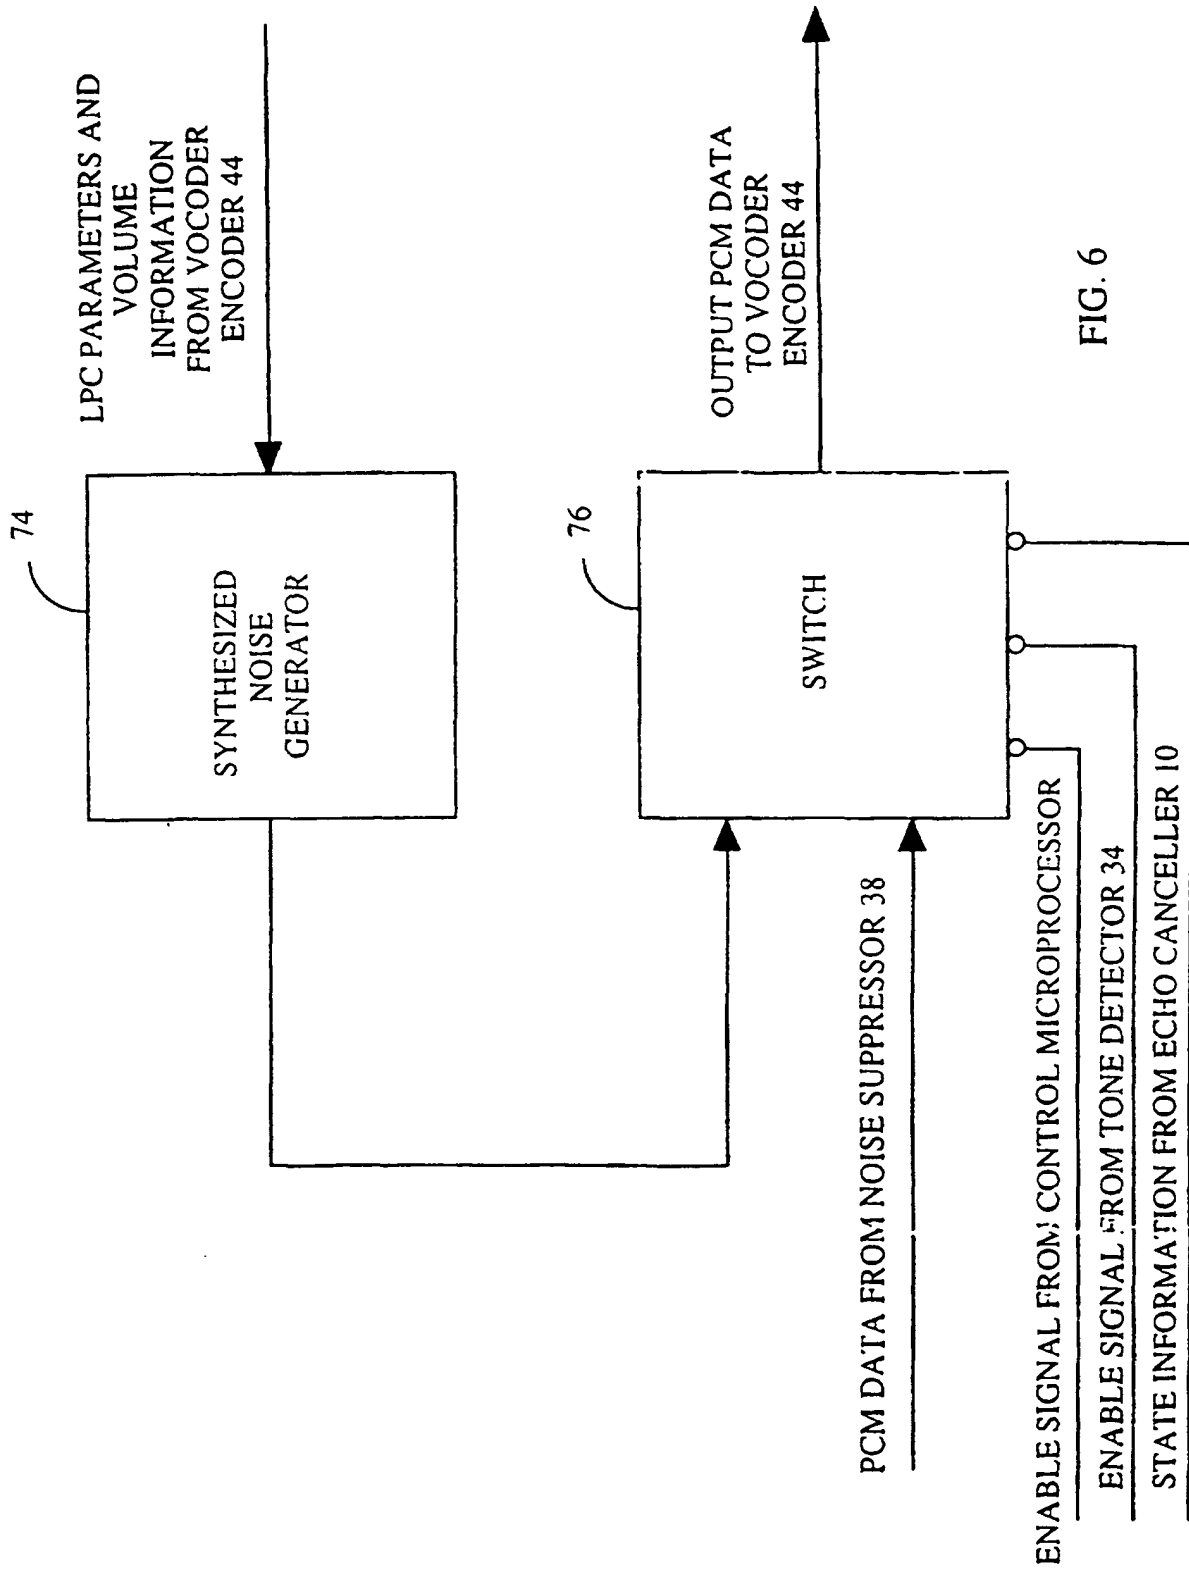 74
SYNTHESIZED
NOISE
GENERATOR
LPC PARAMETERS AND
VOLUME
INFORMATION
FROM VOCODER
ENCODER 44
76
SWITCH
OUTPUT PCM DATA
TO VOCODER
ENCODER 44
PCM DATA FROM NOISE SUPPRESSOR 38
ENABLE SIGNAL FROM CONTROL MICROPROCESSOR
ENABLE SIGNAL FROM TONE DETECTOR 34
STATE INFORMATION FROM ECHO CANCELLER 10
FIG. 6